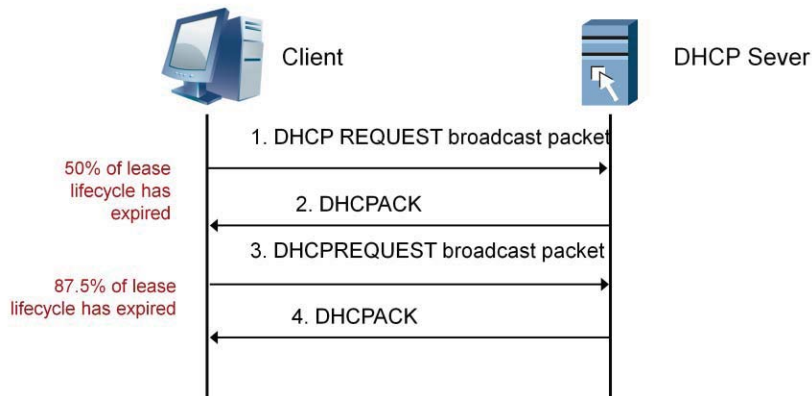 Client
DHCP Sever
1. DHCP REQUEST broadcast packet
50% of lease
lifecycle has
expired
2. DHCPACK
3. DHCPREQUEST broadcast packet
87.5% of lease
lifecycle has expired
4. DHCPACK